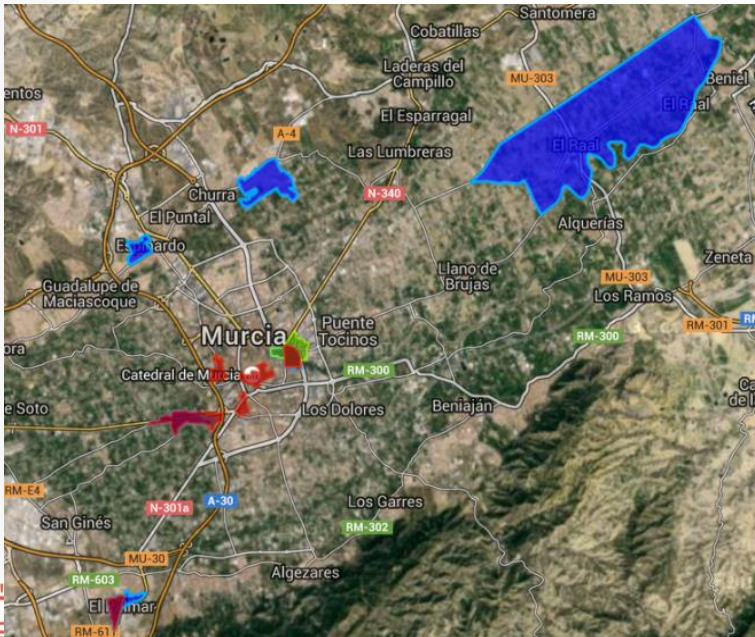 Santomera
Cobatillas
Laderas del
Campillo
MU-303
Beniel
El Raal
entos
El Esparragal
N-301
A-4
El Raal
Las Lumbreras
Churra
N-340
El Puntal
Alquerías
Espinardo
Zeneta
Llano de
Brujas
MU-303
Guadalupe de
Maciascoque
Los Ramos
RM-301
Murcia
Puente
Tocinos
RM-300
ora
Catedral de Murcia
RM-300
e Soto
Los Dolores
Beniaján
RM-E4
N-301a
A-30
Los Garres
San Ginés
RM-302
MU-30
Algezares
RM-603
El Palmar
RM-61